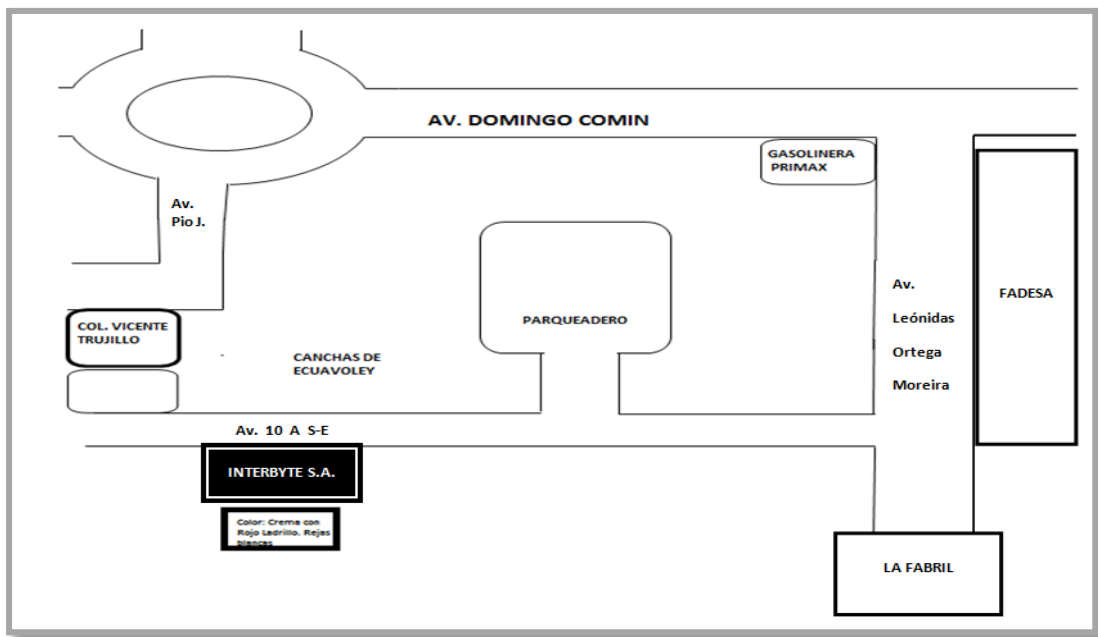 AV. DOMINGO COMIN
GASOLINERA
PRIMAX
Av.
Pio J.
Av.
Leónidas
Ortega
Moreira
FADESA
COL. VICENTE
TRUJILLO
PARQUEADERO
CANCHAS DE
ECUAVOLEY
Av. 10 A S-E
INTERBYTE S.A.
Color: Crema con
Rojo Ladrillo. Rejas
blancas
LA FABRIL